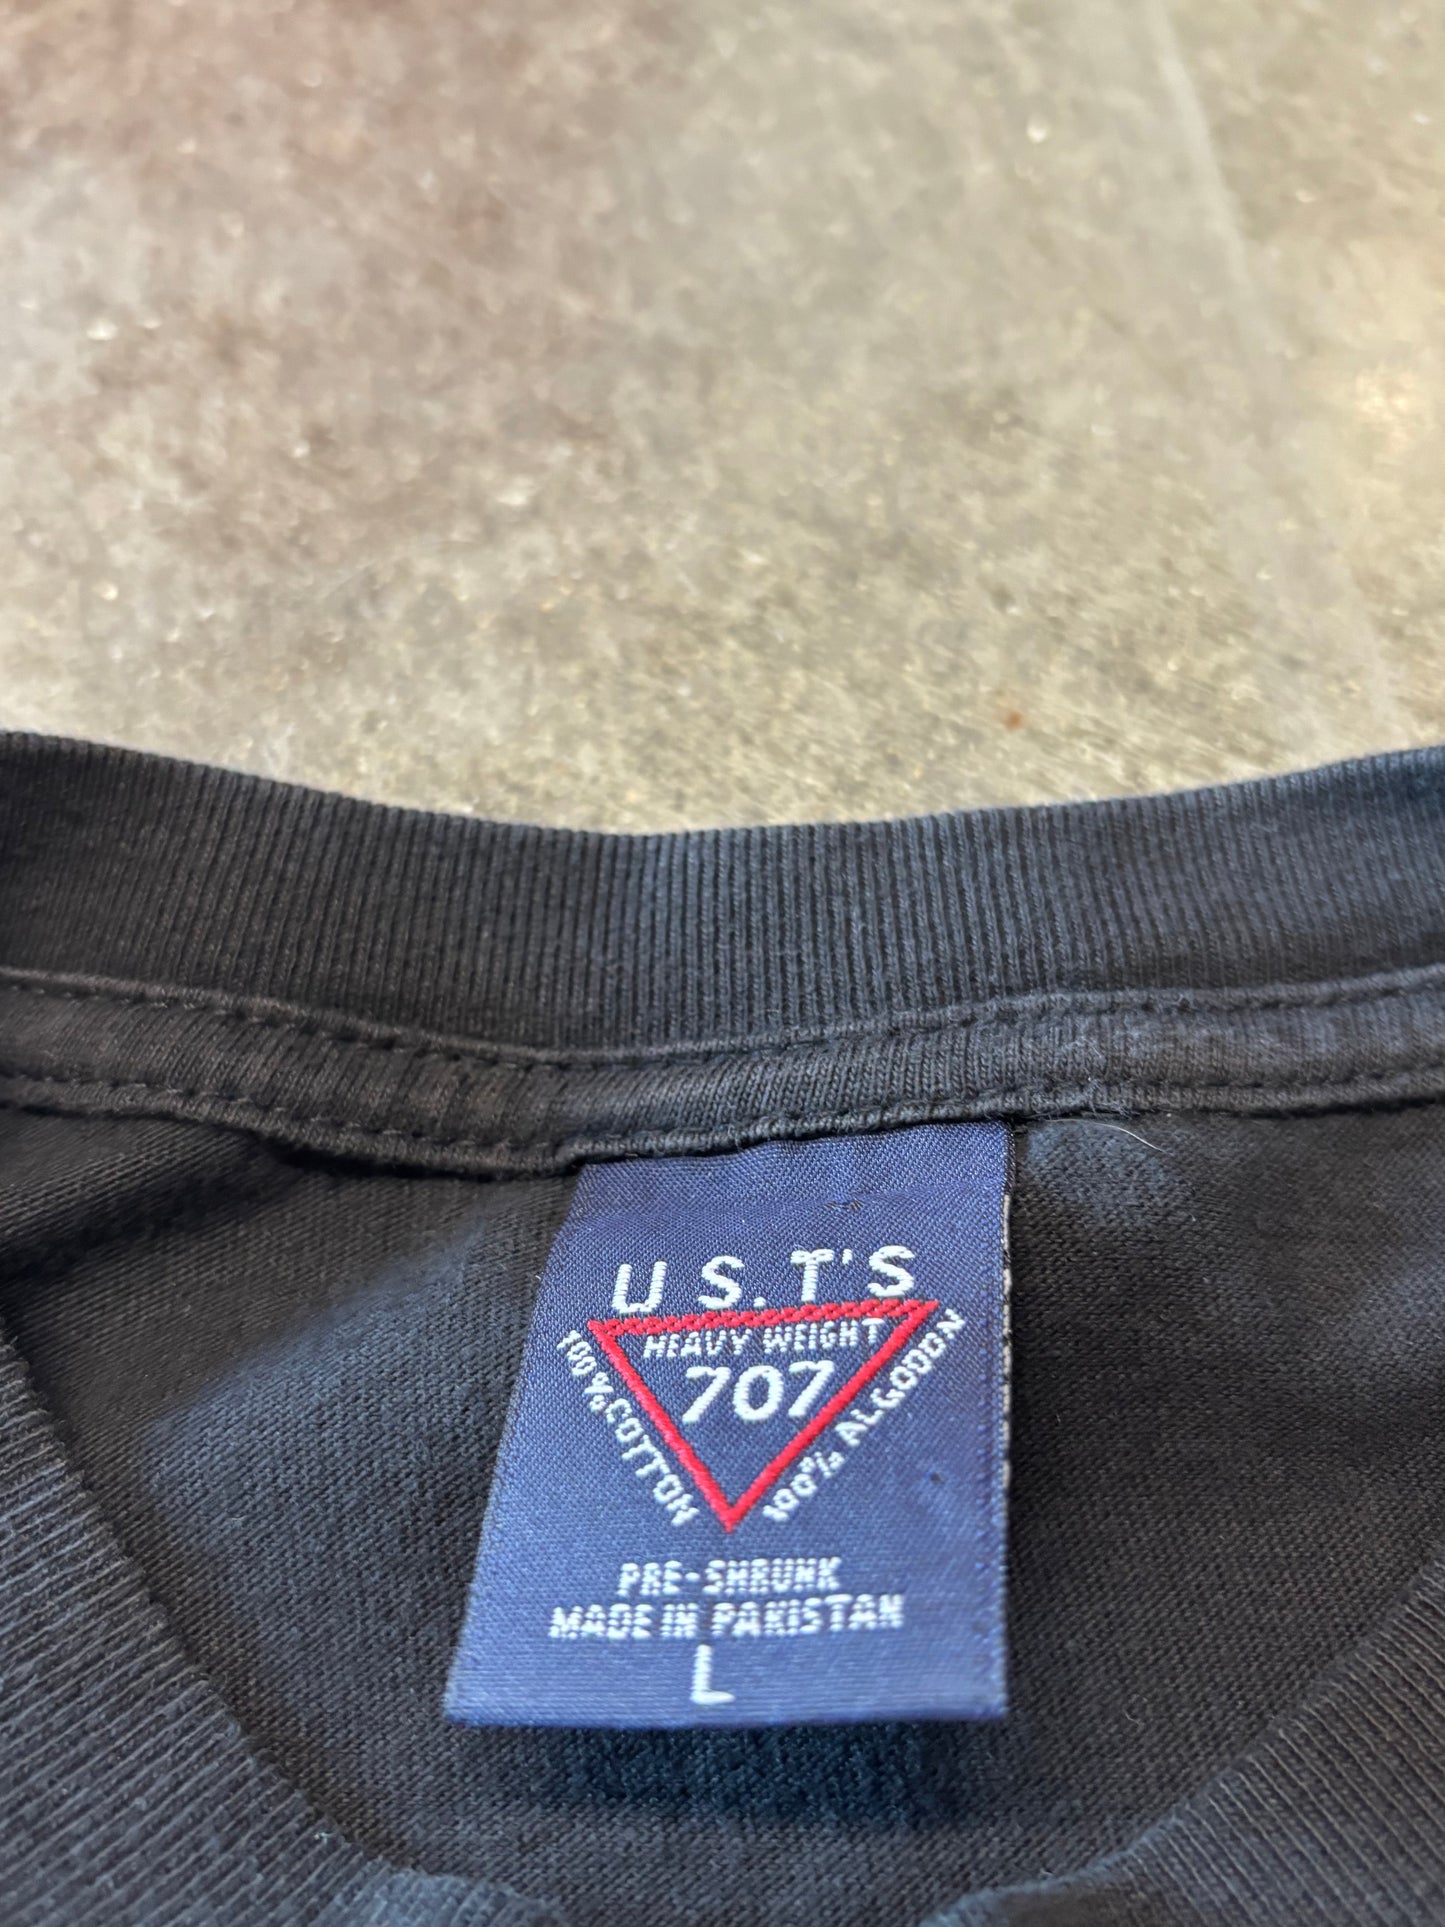 U S. T'S
HEAVY WEIGHT
707
100% COTTON
100% ALGODON
PRE-SHRUNK
MADE IN PAKISTAN
L